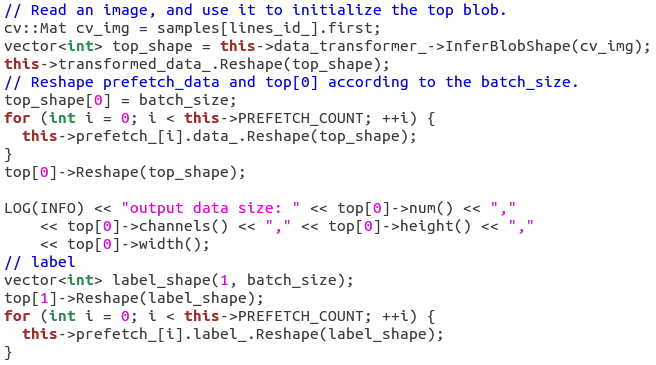 // Read an image, and use it to initialize the top blob.
cv::Mat cv_img = samples[lines_id_].first;
vector<int> top_shape = this->data_transformer_->InferBlobShape(cv_img);
this->transformed_data_.Reshape(top_shape);
// Reshape prefetch_data and top[0] according to the batch_size.
top_shape[0] = batch_size;
for (int i = 0; i < this->PREFETCH_COUNT; ++i) {
  this->prefetch_[i].data_.Reshape(top_shape);
}
top[0]->Reshape(top_shape);

LOG(INFO) << "output data size: " << top[0]->num() << ","
    << top[0]->channels() << "," << top[0]->height() << ","
    << top[0]->width();
// label
vector<int> label_shape(1, batch_size);
top[1]->Reshape(label_shape);
for (int i = 0; i < this->PREFETCH_COUNT; ++i) {
  this->prefetch_[i].label_.Reshape(label_shape);
}